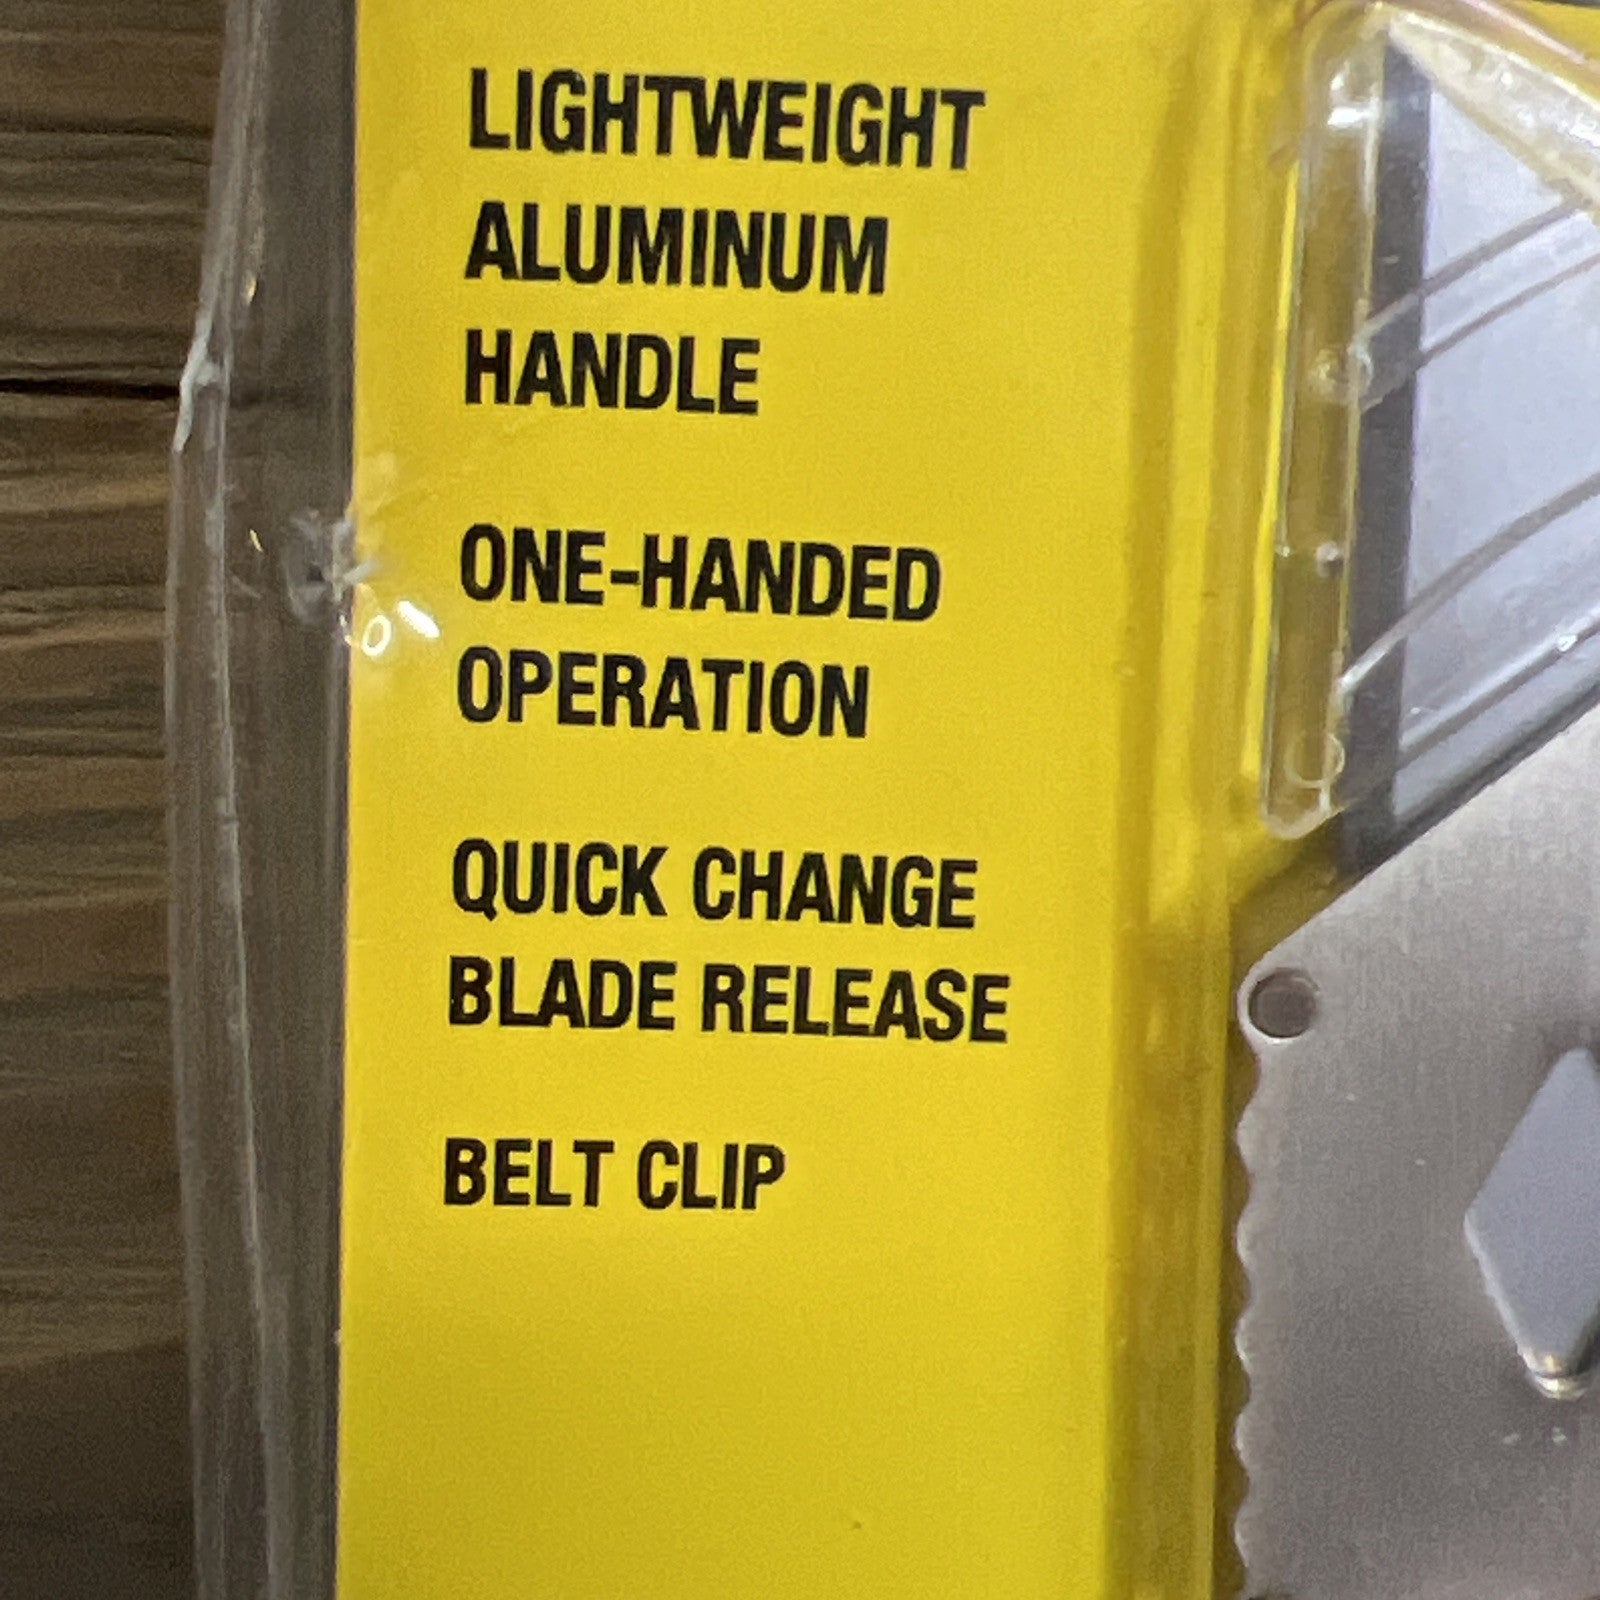 LIGHTWEIGHT
ALUMINUM
HANDLE
ONE-HANDED
OPERATION
QUICK CHANGE
BLADE RELEASE
BELT CLIP